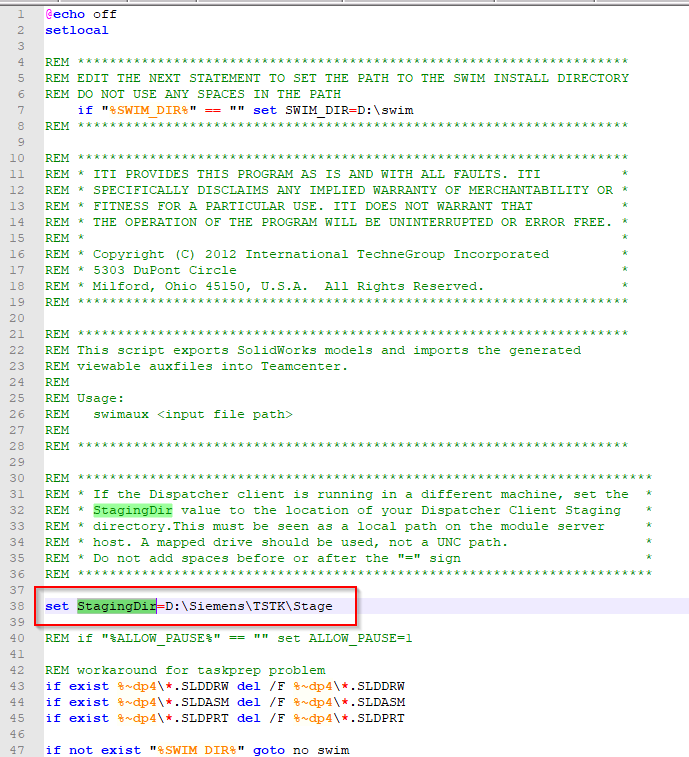 1 @echo off
2 setlocal
3
4 REM *********************************************************************
5 REM EDIT THE NEXT STATEMENT TO SET THE PATH TO THE SWIM INSTALL DIRECTORY
6 REM DO NOT USE ANY SPACES IN THE PATH
7     if "%SWIM_DIR%" == "" set SWIM_DIR=D:\swim
8 REM *********************************************************************
9
10 REM *********************************************************************
11 REM * ITI PROVIDES THIS PROGRAM AS IS AND WITH ALL FAULTS. ITI          *
12 REM * SPECIFICALLY DISCLAIMS ANY IMPLIED WARRANTY OF MERCHANTABILITY OR *
13 REM * FITNESS FOR A PARTICULAR USE. ITI DOES NOT WARRANT THAT           *
14 REM * THE OPERATION OF THE PROGRAM WILL BE UNINTERRUPTED OR ERROR FREE. *
15 REM *                                                                   *
16 REM * Copyright (C) 2012 International TechneGroup Incorporated         *
17 REM * 5303 DuPont Circle                                                *
18 REM * Milford, Ohio 45150, U.S.A.  All Rights Reserved.                 *
19 REM *********************************************************************
20
21 REM *********************************************************************
22 REM This script exports SolidWorks models and imports the generated
23 REM viewable auxfiles into Teamcenter.
24 REM
25 REM Usage:
26 REM   swimaux <input file path>
27 REM
28 REM *********************************************************************
29
30 REM ************************************************************************
31 REM * If the Dispatcher client is running in a different machine, set the  *
32 REM * StagingDir value to the location of your Dispatcher Client Staging   *
33 REM * directory.This must be seen as a local path on the module server     *
34 REM * host. A mapped drive should be used, not a UNC path.                 *
35 REM * Do not add spaces before or after the "=" sign                       *
36 REM ************************************************************************
37
38 set StagingDir=D:\Siemens\TSTK\Stage
39
40 REM if "%ALLOW_PAUSE%" == "" set ALLOW_PAUSE=1
41
42 REM workaround for taskprep problem
43 if exist %~dp4\*.SLDDRW del /F %~dp4\*.SLDDRW
44 if exist %~dp4\*.SLDASM del /F %~dp4\*.SLDASM
45 if exist %~dp4\*.SLDPRT del /F %~dp4\*.SLDPRT
46
47 if not exist "%SWIM_DIR%" goto no_swim